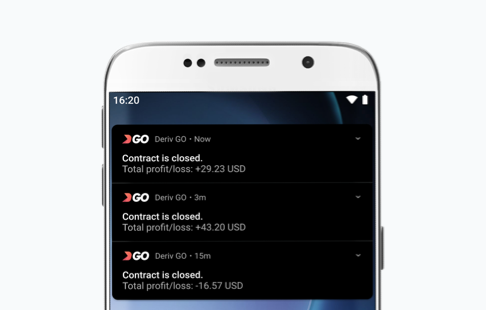 16:20
GO Deriv GO • Now
Contract is closed.
Total profit/loss: +29.23 USD
GO Deriv GO • 3m
Contract is closed.
Total profit/loss: +43.20 USD
GO Deriv GO • 15m
Contract is closed.
Total profit/loss: -16.57 USD